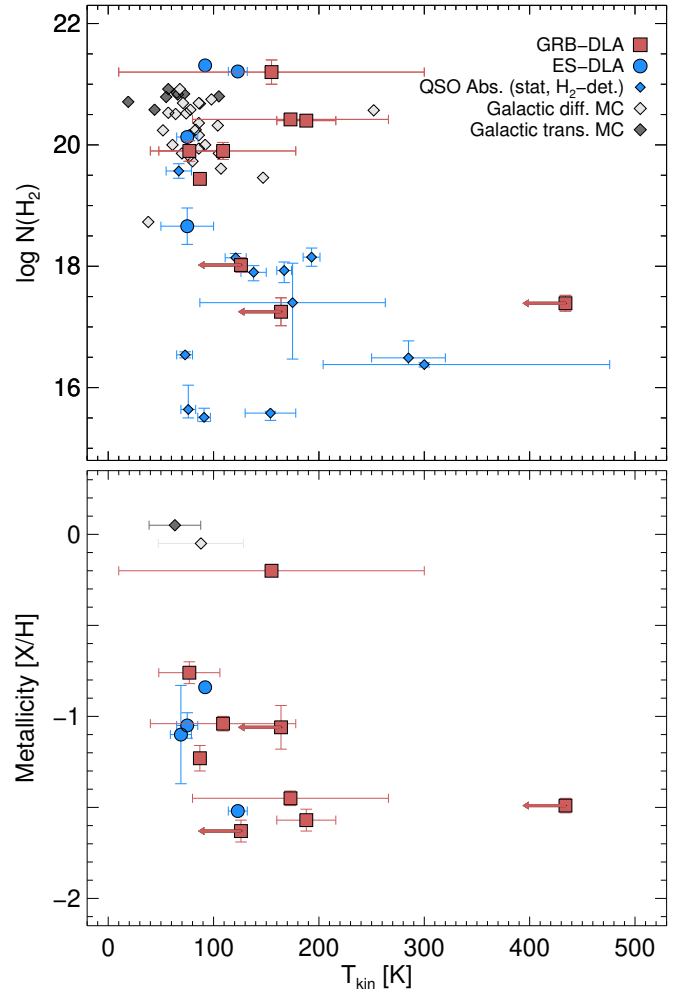 22
20
18
16
log N(H₂)
GRB−DLA
ES−DLA
QSO Abs. (stat, H₂−det.)
Galactic diff. MC
Galactic trans. MC
0
−1
−2
Metallicity [X/H]
0 100 200 300 400 500
T_kin [K]